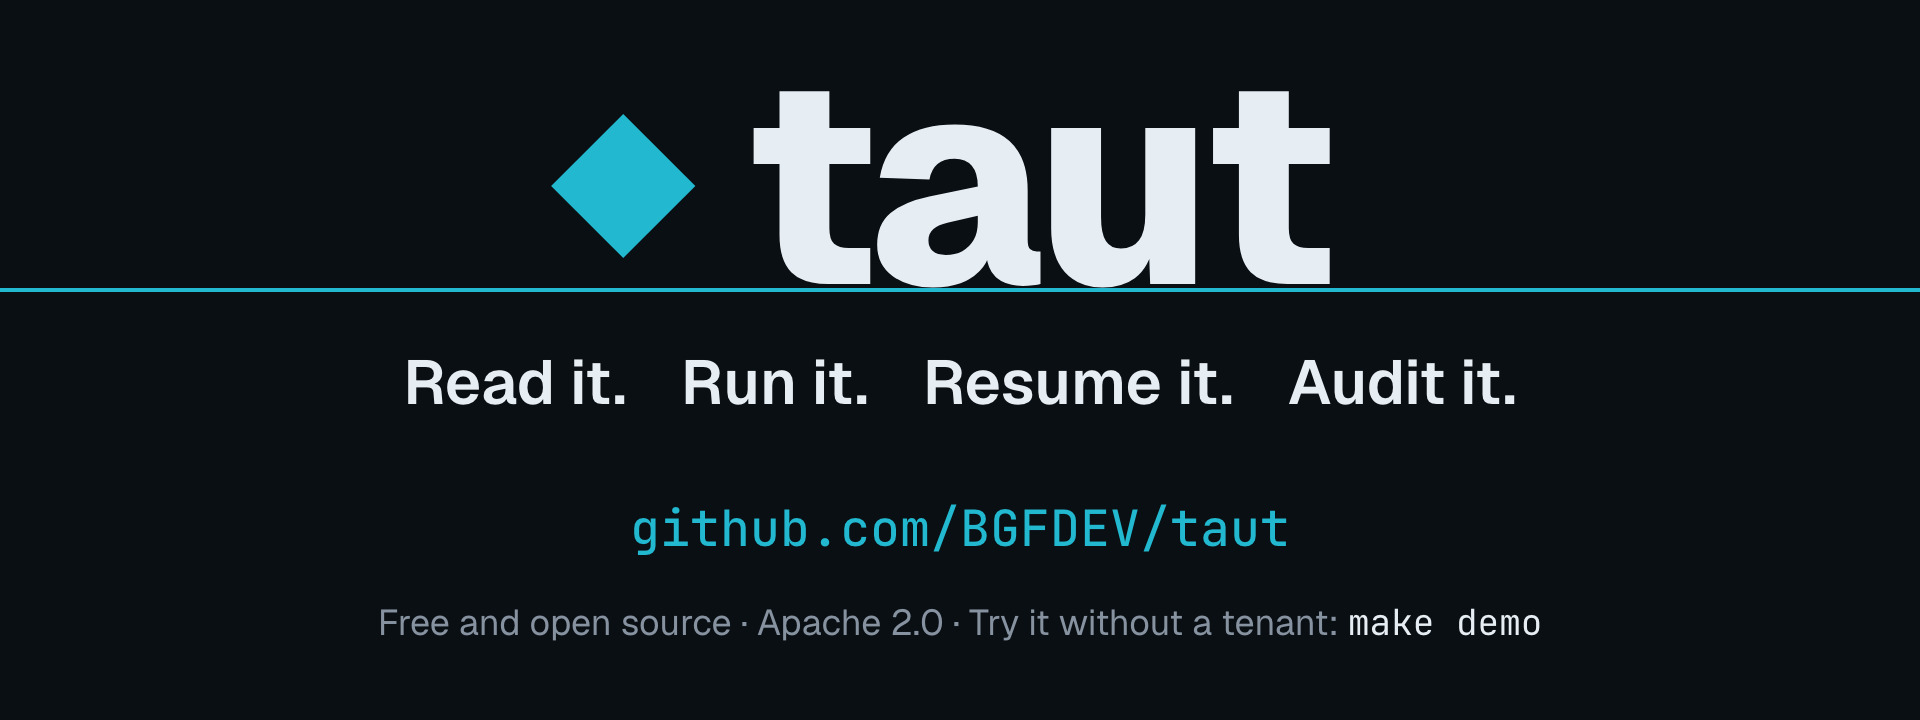 taut
Read it. Run it. Resume it. Audit it.
github.com/BGFDEV/taut
Free and open source · Apache 2.0 · Try it without a tenant: make demo